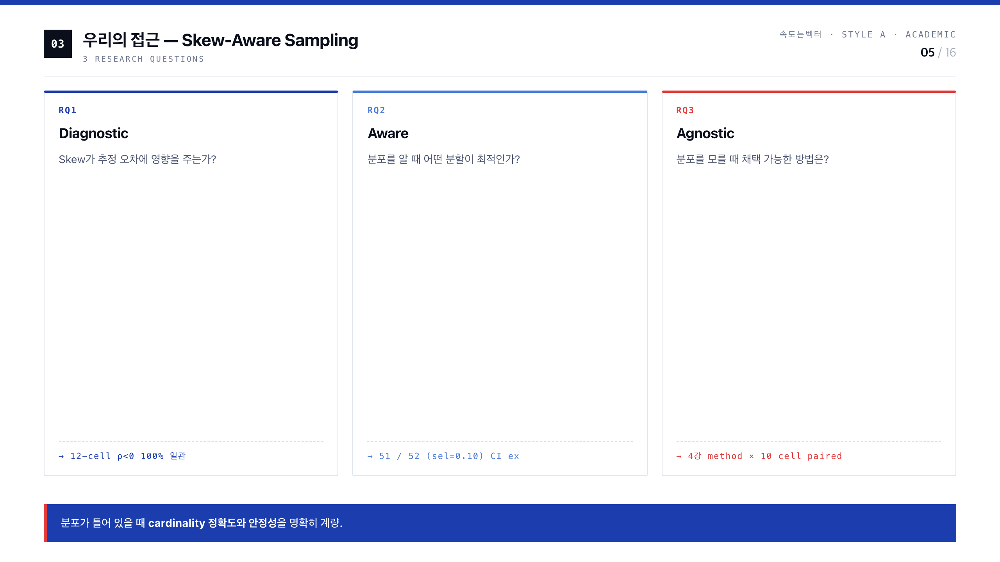 03
우리의 접근 — Skew-Aware Sampling
3 RESEARCH QUESTIONS
속도는벡터 · STYLE A · ACADEMIC
05 / 16
RQ1
Diagnostic
Skew가 추정 오차에 영향을 주는가?
→ 12-cell ρ<0 100% 일관
RQ2
Aware
분포를 알 때 어떤 분할이 최적인가?
→ 51 / 52 (sel=0.10) CI ex
RQ3
Agnostic
분포를 모를 때 채택 가능한 방법은?
→ 4강 method × 10 cell paired
분포가 틀어 있을 때 cardinality 정확도와 안정성을 명확히 계량.